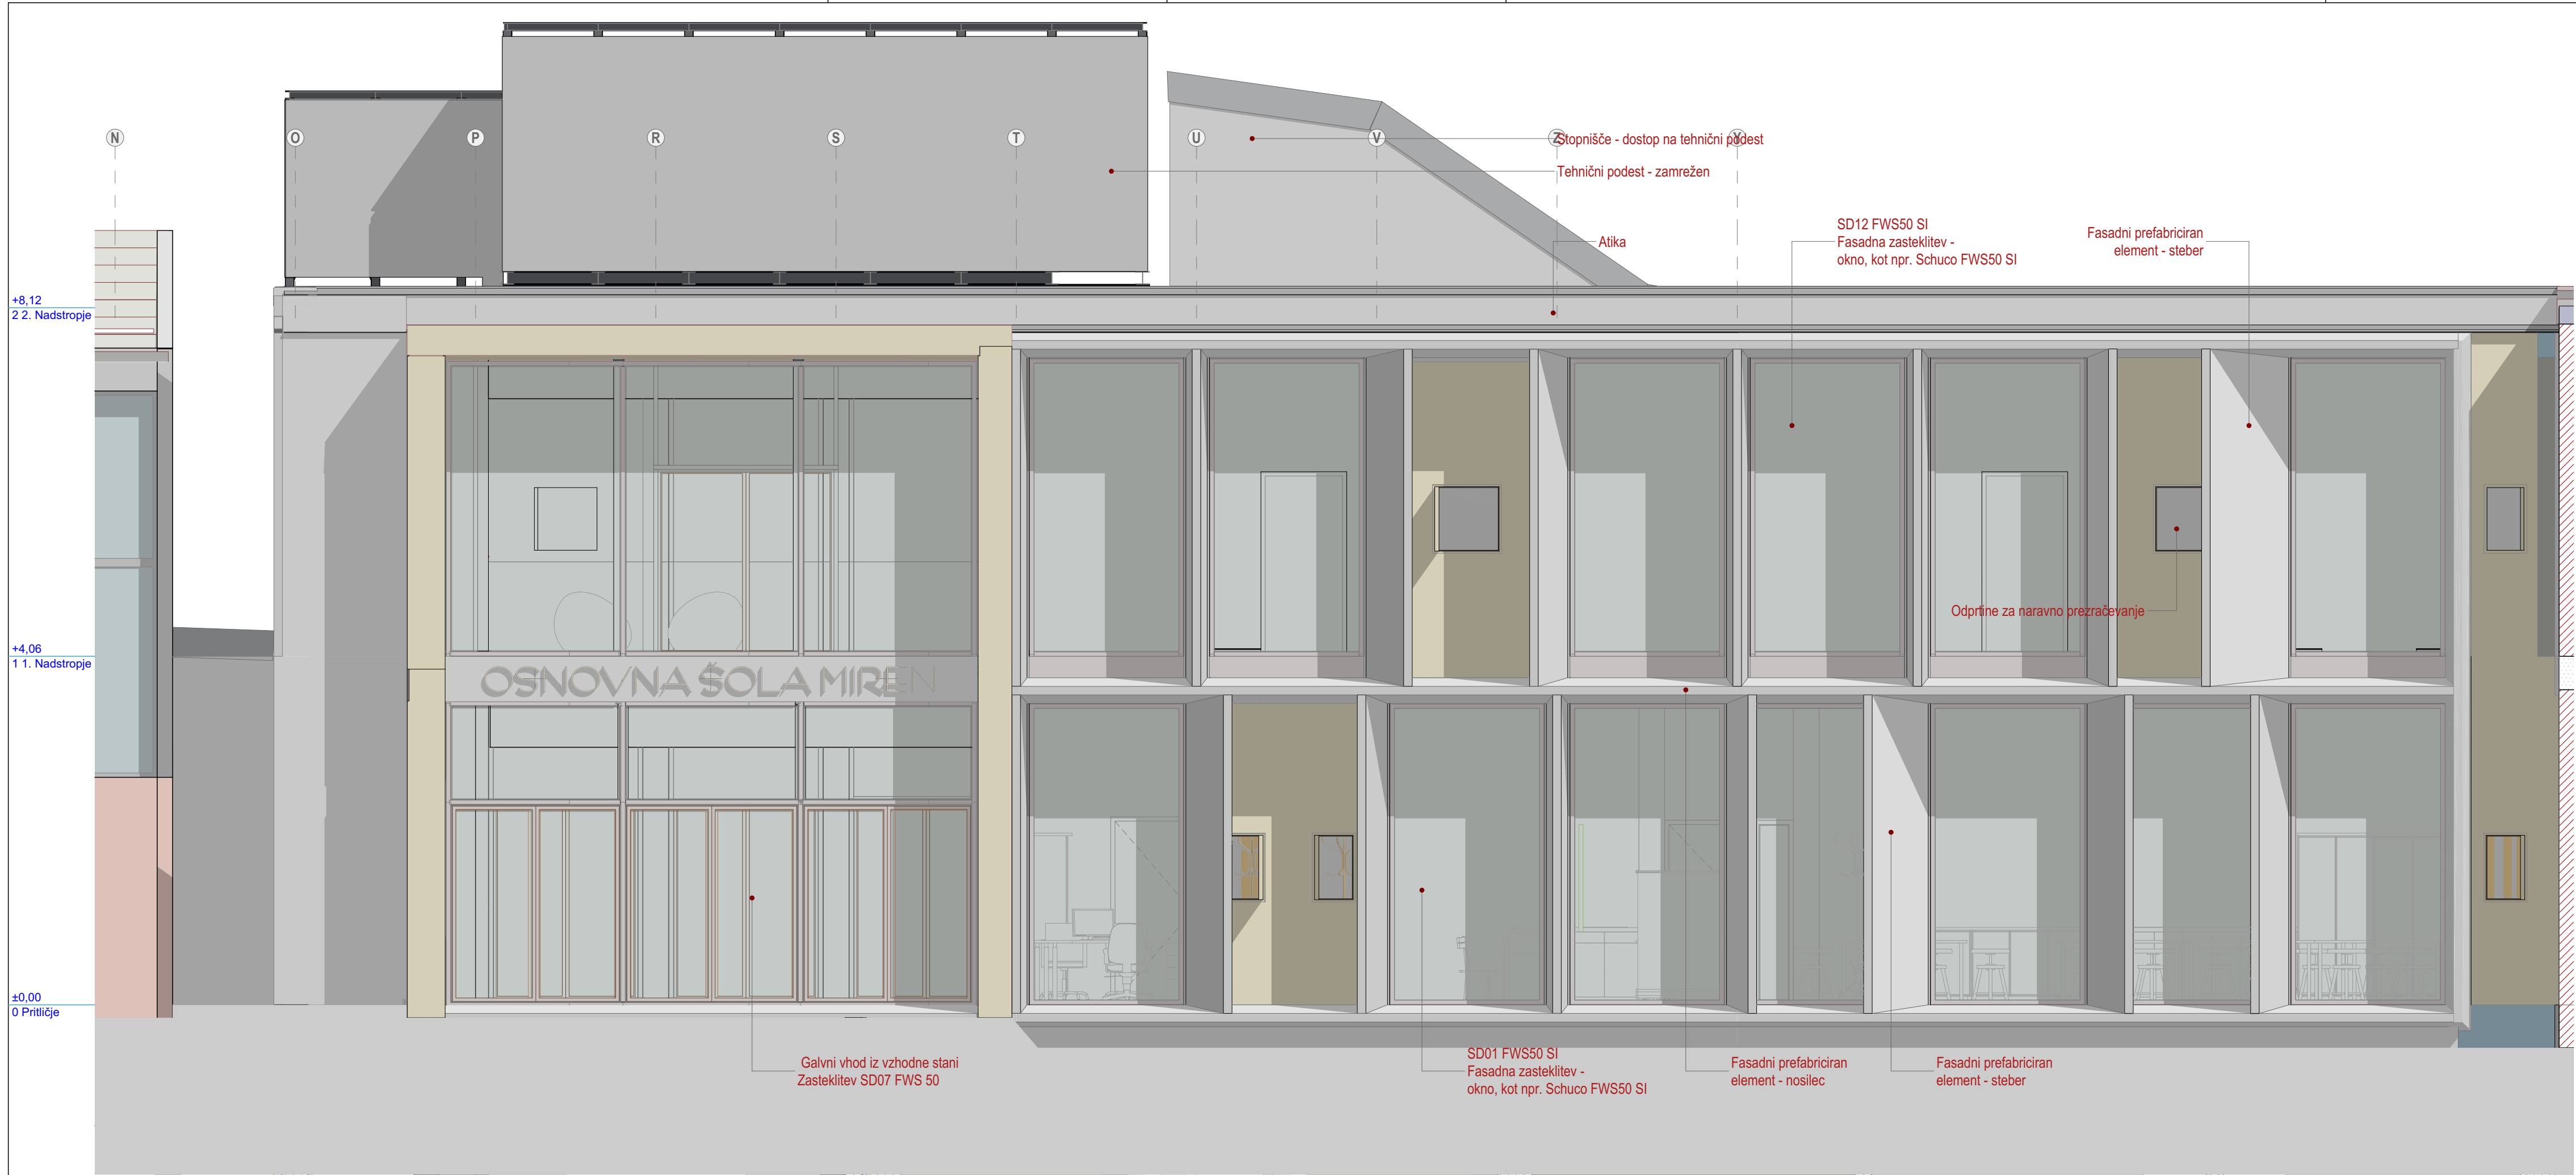 N
O
P
R
S
T
U
V
Z
Y
Stopnišče - dostop na tehnični podest
Tehnični podest - zamrežen
Atika
SD12 FWS50 SI
Fasadna zasteklitev -
okno, kot npr. Schuco FWS50 SI
Fasadni prefabriciran
element - steber
+8,12
2 2. Nadstropje
Odprtine za naravno prezračevanje
+4,06
1 1. Nadstropje
OSNOVNA ŠOLA MIREN
±0,00
0 Pritličje
Galvni vhod iz vzhodne stani
Zasteklitev SD07 FWS 50
SD01 FWS50 SI
Fasadna zasteklitev -
okno, kot npr. Schuco FWS50 SI
Fasadni prefabriciran
element - nosilec
Fasadni prefabriciran
element - steber